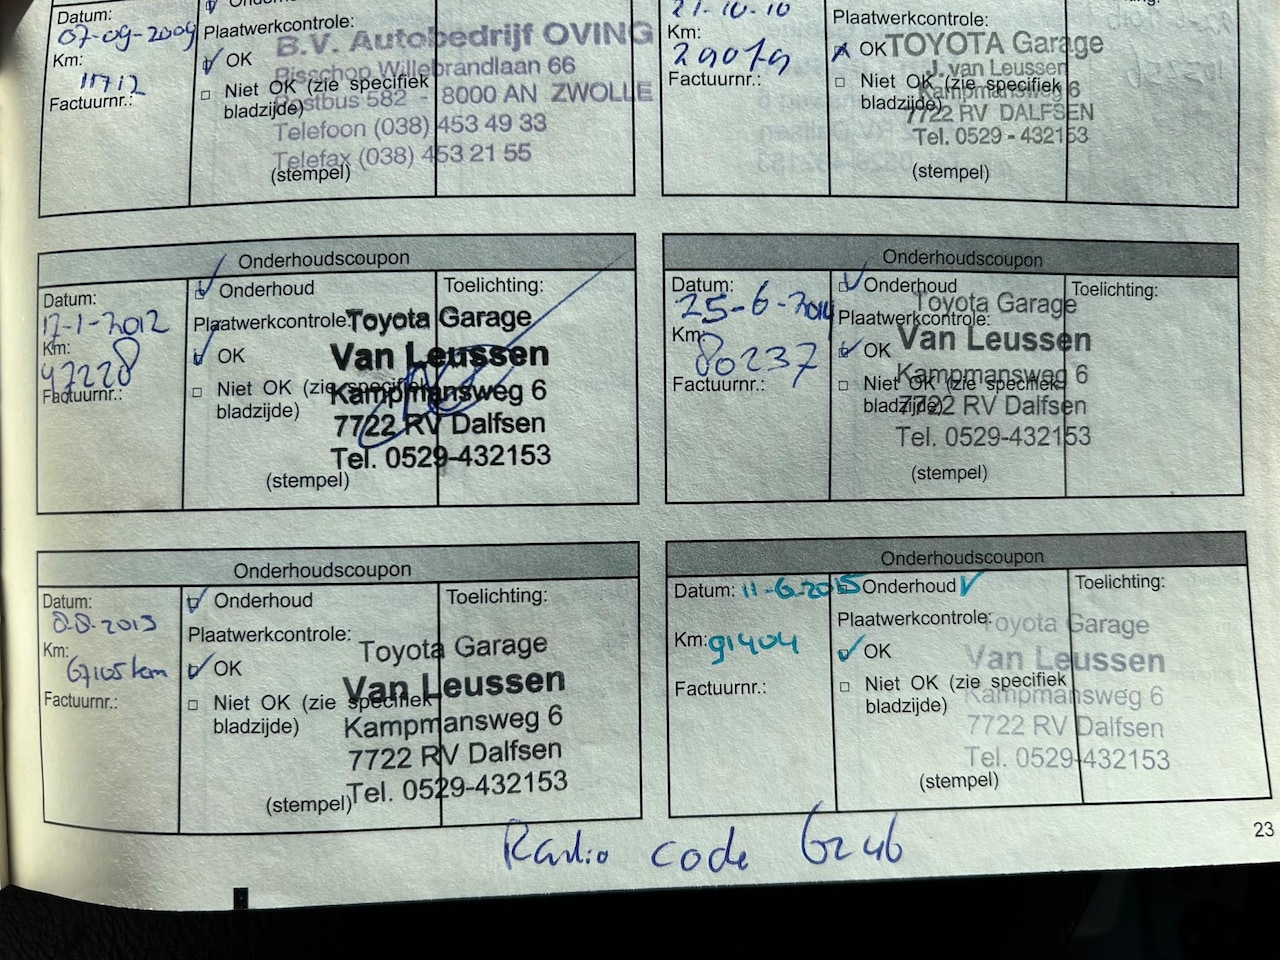 Datum:
07-09-2009
Km:
11712
Factuurnr.:
Plaatwerkcontrole:
OK
Niet OK (zie specifiek
bladzijde)
B.V. Autobedrijf OVING
Bisschop Willebrandlaan 66
Postbus 582 - 8000 AN ZWOLLE
Telefoon (038) 453 49 33
Telefax (038) 453 21 55
(stempel)
21-10-10
Km:
29079
Factuurnr.:
Plaatwerkcontrole:
OK
Niet OK (zie specifiek
bladzijde)
TOYOTA Garage
J. van Leussen
Kampmansweg 6
7722 RV DALFSEN
Tel. 0529 - 432153
(stempel)
Onderhoudscoupon
Datum:
17-1-2012
Km:
47228
Factuurnr.:
Onderhoud
Plaatwerkcontrole:
OK
Niet OK (zie specifiek
bladzijde)
Toelichting:
Toyota Garage
Van Leussen
Kampmansweg 6
7722 RV Dalfsen
Tel. 0529-432153
(stempel)
Onderhoudscoupon
Datum:
25-6-2014
Km:
80237
Factuurnr.:
Onderhoud
Plaatwerkcontrole:
OK
Niet OK (zie specifiek
bladzijde)
Toelichting:
Toyota Garage
Van Leussen
Kampmansweg 6
7722 RV Dalfsen
Tel. 0529-432153
(stempel)
Onderhoudscoupon
Datum:
8-8-2013
Km:
67105 km
Factuurnr.:
Onderhoud
Plaatwerkcontrole:
OK
Niet OK (zie specifiek
bladzijde)
Toelichting:
Toyota Garage
Van Leussen
Kampmansweg 6
7722 RV Dalfsen
Tel. 0529-432153
(stempel)
Onderhoudscoupon
Datum: 11-6-2015
Km: 91404
Factuurnr.:
Onderhoud
Plaatwerkcontrole:
OK
Niet OK (zie specifiek
bladzijde)
Toelichting:
Toyota Garage
Van Leussen
Kampmansweg 6
7722 RV Dalfsen
Tel. 0529-432153
(stempel)
Radio code 6246
23